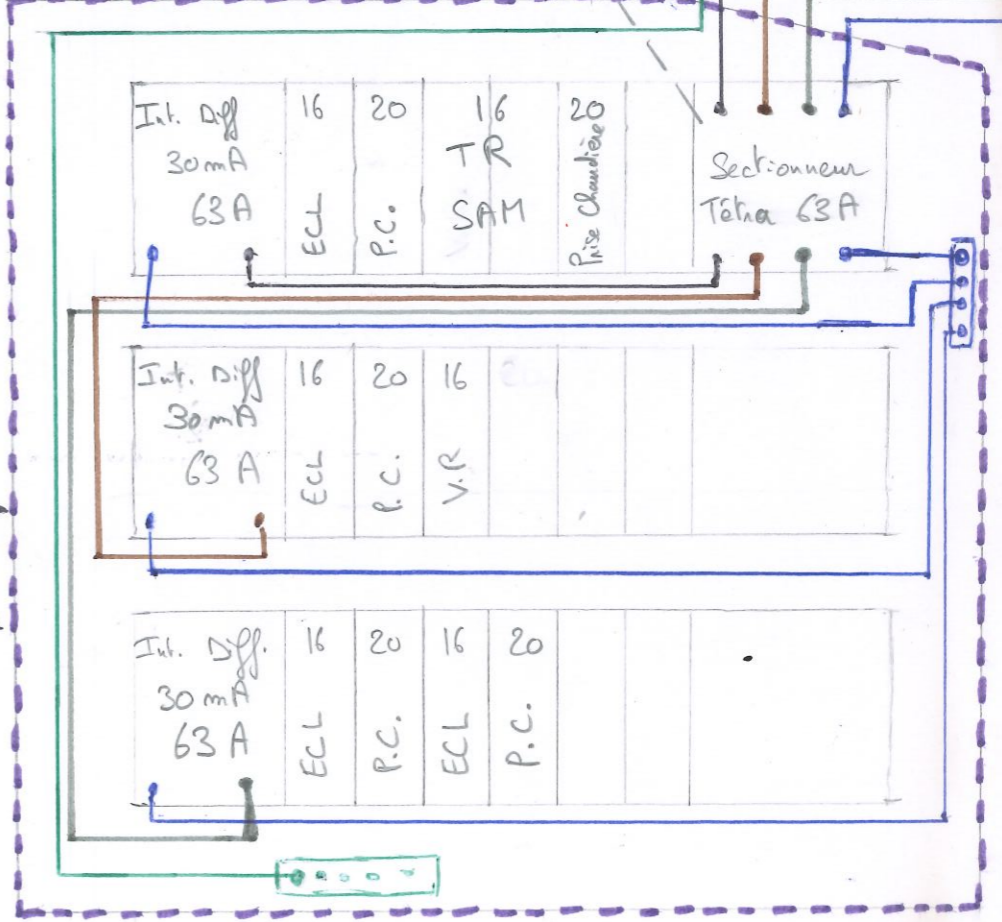 Int. Diff
30mA
63A
16
ECL
20
P.C.
16
TR
SAM
20
Prise Chaudière
Sectionneur
Tétra 63A
Int. Diff
30mA
63 A
16
ECL
20
P.C.
16
V.R
Int. Diff.
30mA
63 A
16
ECL
20
P.C.
16
ECL
20
P.C.